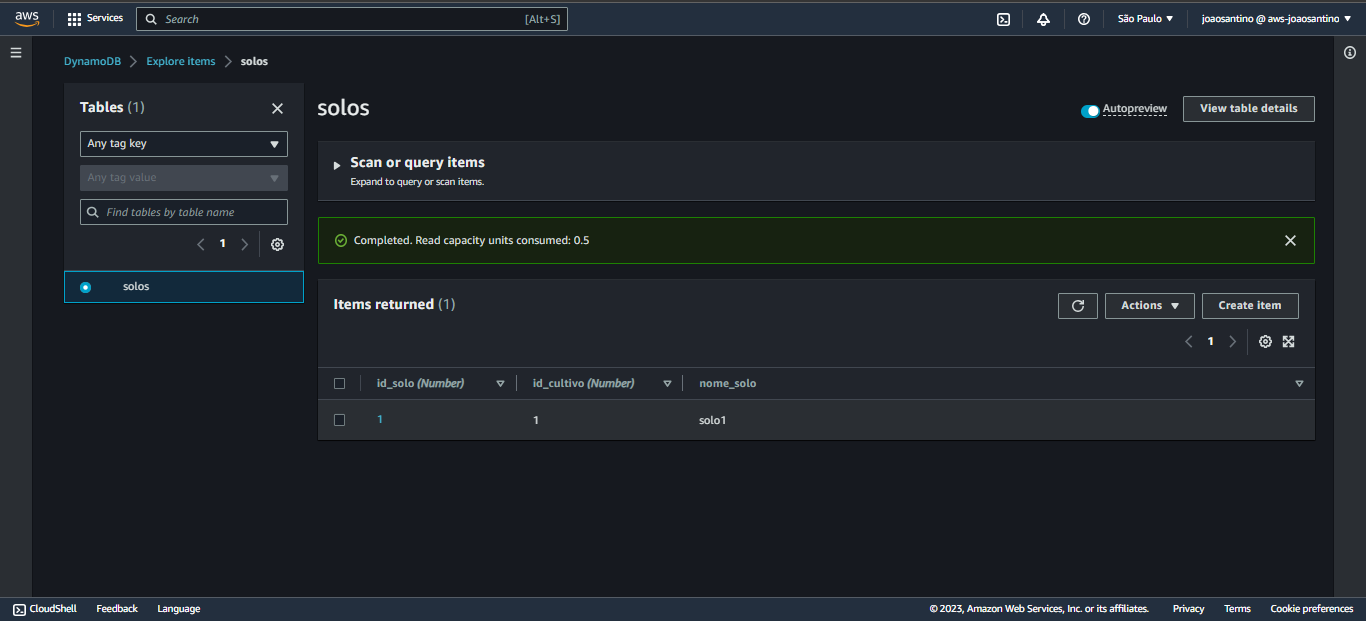 aws Services Search [Alt+S] São Paulo ▼ joaosantino @ aws-joaosantino ▼
DynamoDB > Explore items > solos
Tables (1)
Any tag key
Any tag value
Find tables by table name
< 1 >
solos
solos
Autopreview View table details
Scan or query items
Expand to query or scan items.
Completed. Read capacity units consumed: 0.5
Items returned (1)
Actions ▼ Create item
< 1 >
id_solo (Number) id_cultivo (Number) nome_solo
1 1 solo1
CloudShell Feedback Language © 2023, Amazon Web Services, Inc. or its affiliates. Privacy Terms Cookie preferences